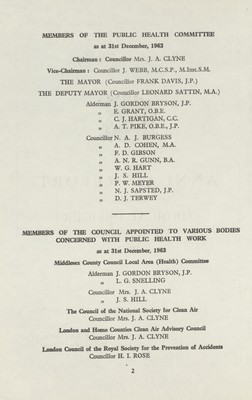 MEMBERS OF THE PUBLIC HEALTH COMMITTEE
as at 31st December, 1963
Chairman : Councillor Mrs. J. A. CLYNE
Vice-Chairman : Councillor J. WEBB, M.C.S.P., M.Inst.S.M.
THE MAYOR (Councillor FRANK DAVIS, J.P.)
THE DEPUTY MAYOR (Councillor LEONARD SATTIN, M.A.)
Alderman J. GORDON BRYSON, J.P.
„ E. GRANT, O.B.E.
„ C. J. HARTIGAN, C.C.
„ A. T. PIKE, O.B.E., J.P.
Councillor N. A. J. BURGESS
„ A. D. COHEN, M.A.
„ F. D. GIBSON
„ A. N. R. GUNN, B.A.
„ W. G. HART
„ J. S. HILL
„ P. W. MEYER
„ N. J. SAPSTED, J.P.
„ D. J. TERWEY
MEMBERS OF THE COUNCIL APPOINTED TO VARIOUS BODIES
CONCERNED WITH PUBLIC HEALTH WORK
as at 31st December, 1963
Middlesex County Council Local Area (Health) Committee
Alderman J. GORDON BRYSON, J.P.
„ L. G. SNELLING
Councillor Mrs. J. A. CLYNE
„ J. S. HILL
The Council of the National Society for Clean Air
Councillor Mrs. J. A. CLYNE
London and Home Counties Clean Air Advisory Council
Councillor Mrs. J. A. CLYNE
London Council of the Royal Society for the Prevention of Accidents
Councillor H. I. ROSE
2